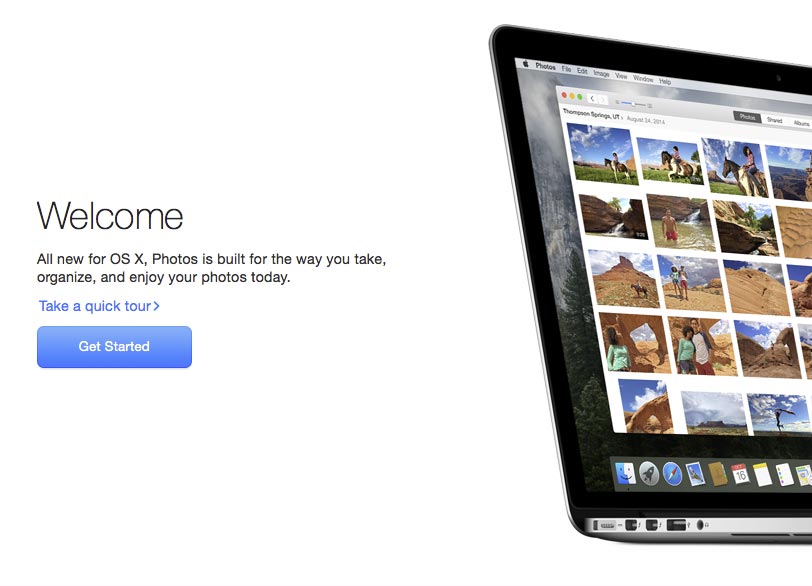 Photos File Edit Image View Window Help
Photos Shared Albums
Thompson Springs, UT › August 24, 2014
Welcome
All new for OS X, Photos is built for the way you take,
organize, and enjoy your photos today.
Take a quick tour›
Get Started
16